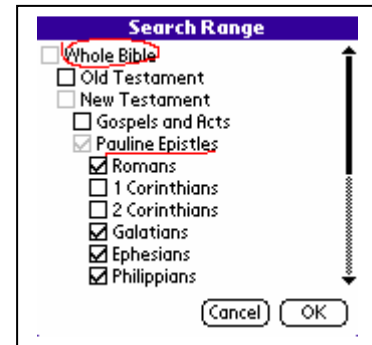 Search Range
Whole Bible
Old Testament
New Testament
Gospels and Acts
Pauline Epistles
Romans
1 Corinthians
2 Corinthians
Galatians
Ephesians
Philippians
Cancel OK